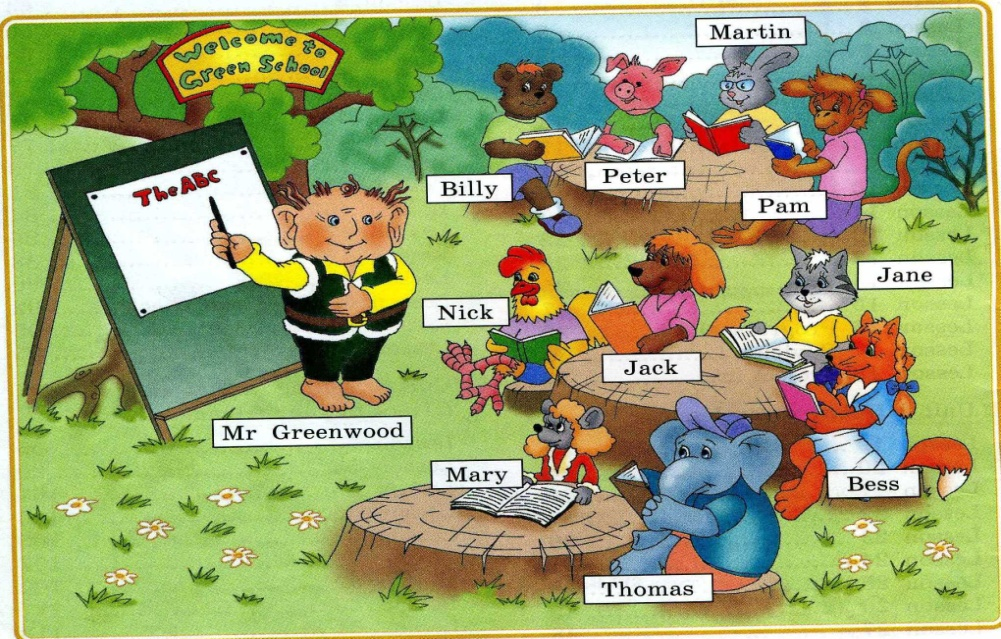 Welcome to
Green School
The ABC
Martin
Billy
Peter
Pam
Nick
Jane
Jack
Mr Greenwood
Mary
Bess
Thomas